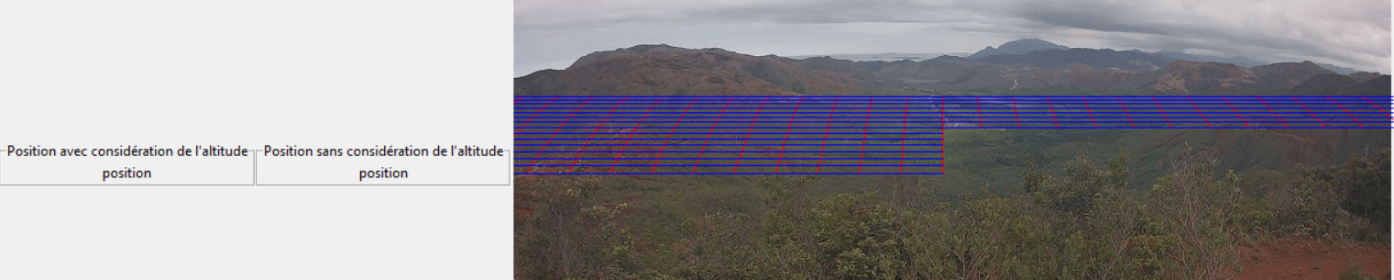 Position avec considération de l'altitude
position
Position sans considération de l'altitude
position